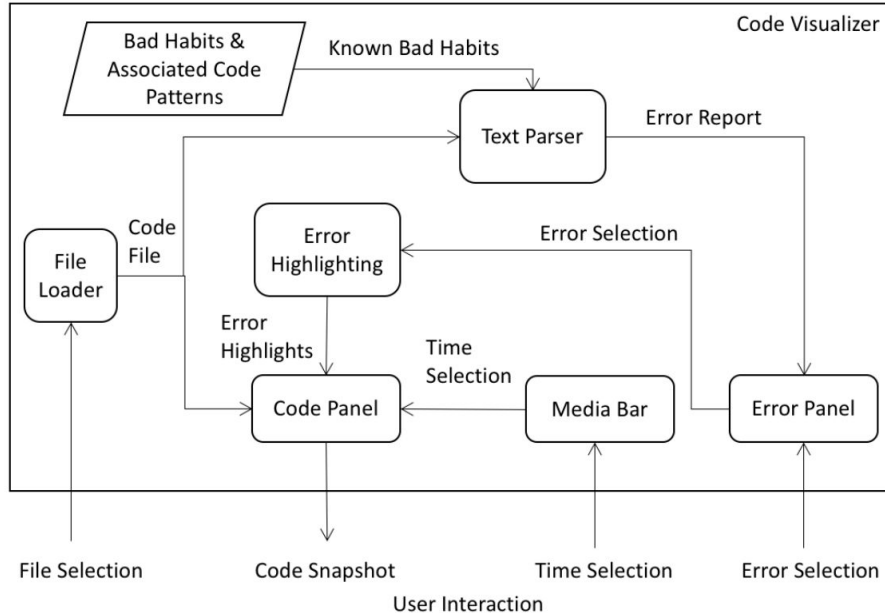 Code Visualizer
Bad Habits &
Associated Code
Patterns
Known Bad Habits
Text Parser
Error Report
Code
File
File
Loader
Error
Highlighting
Error Selection
Error
Highlights
Time
Selection
Code Panel
Media Bar
Error Panel
File Selection
Code Snapshot
Time Selection
Error Selection
User Interaction